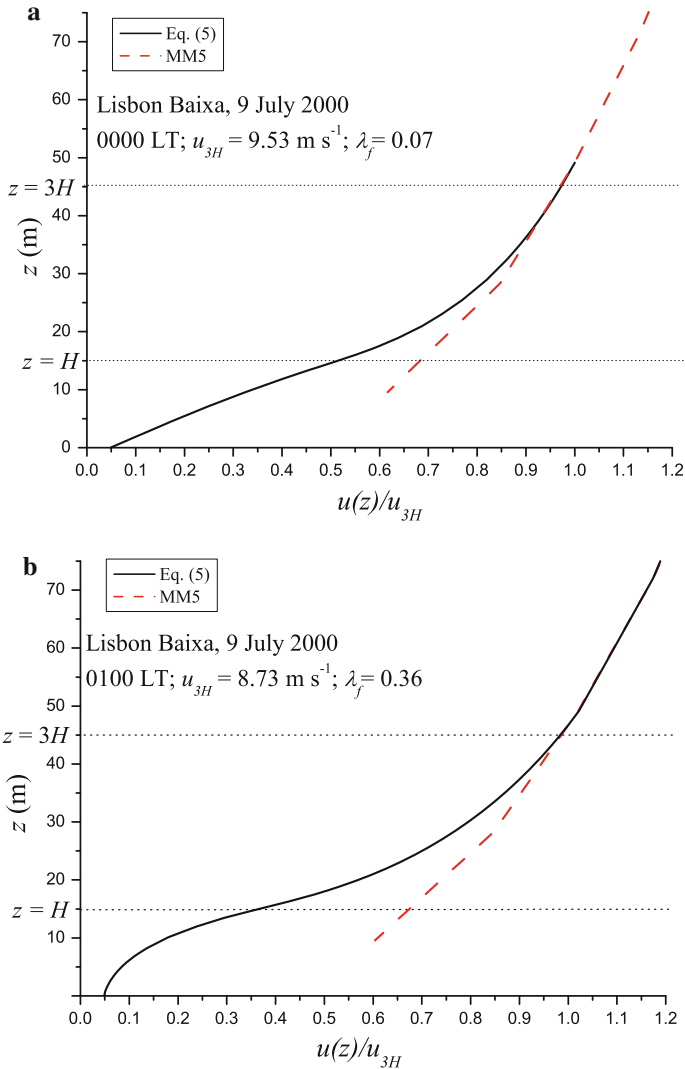 a
Eq. (5)
MM5
Lisbon Baixa, 9 July 2000
0000 LT; u3H = 9.53 m s-1; λf= 0.07
70
60
50
z = 3H
40
z (m)
30
20
z = H
10
0
0.0 0.1 0.2 0.3 0.4 0.5 0.6 0.7 0.8 0.9 1.0 1.1 1.2
u(z)/u3H
b
Eq. (5)
MM5
Lisbon Baixa, 9 July 2000
0100 LT; u3H = 8.73 m s-1; λf= 0.36
70
60
50
z = 3H
40
z (m)
30
20
z = H
10
0.0 0.1 0.2 0.3 0.4 0.5 0.6 0.7 0.8 0.9 1.0 1.1 1.2
u(z)/u3H